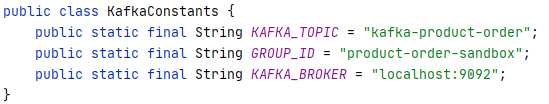 public class KafkaConstants {
    public static final String KAFKA_TOPIC = "kafka-product-order";
    public static final String GROUP_ID = "product-order-sandbox";
    public static final String KAFKA_BROKER = "localhost:9092";
}